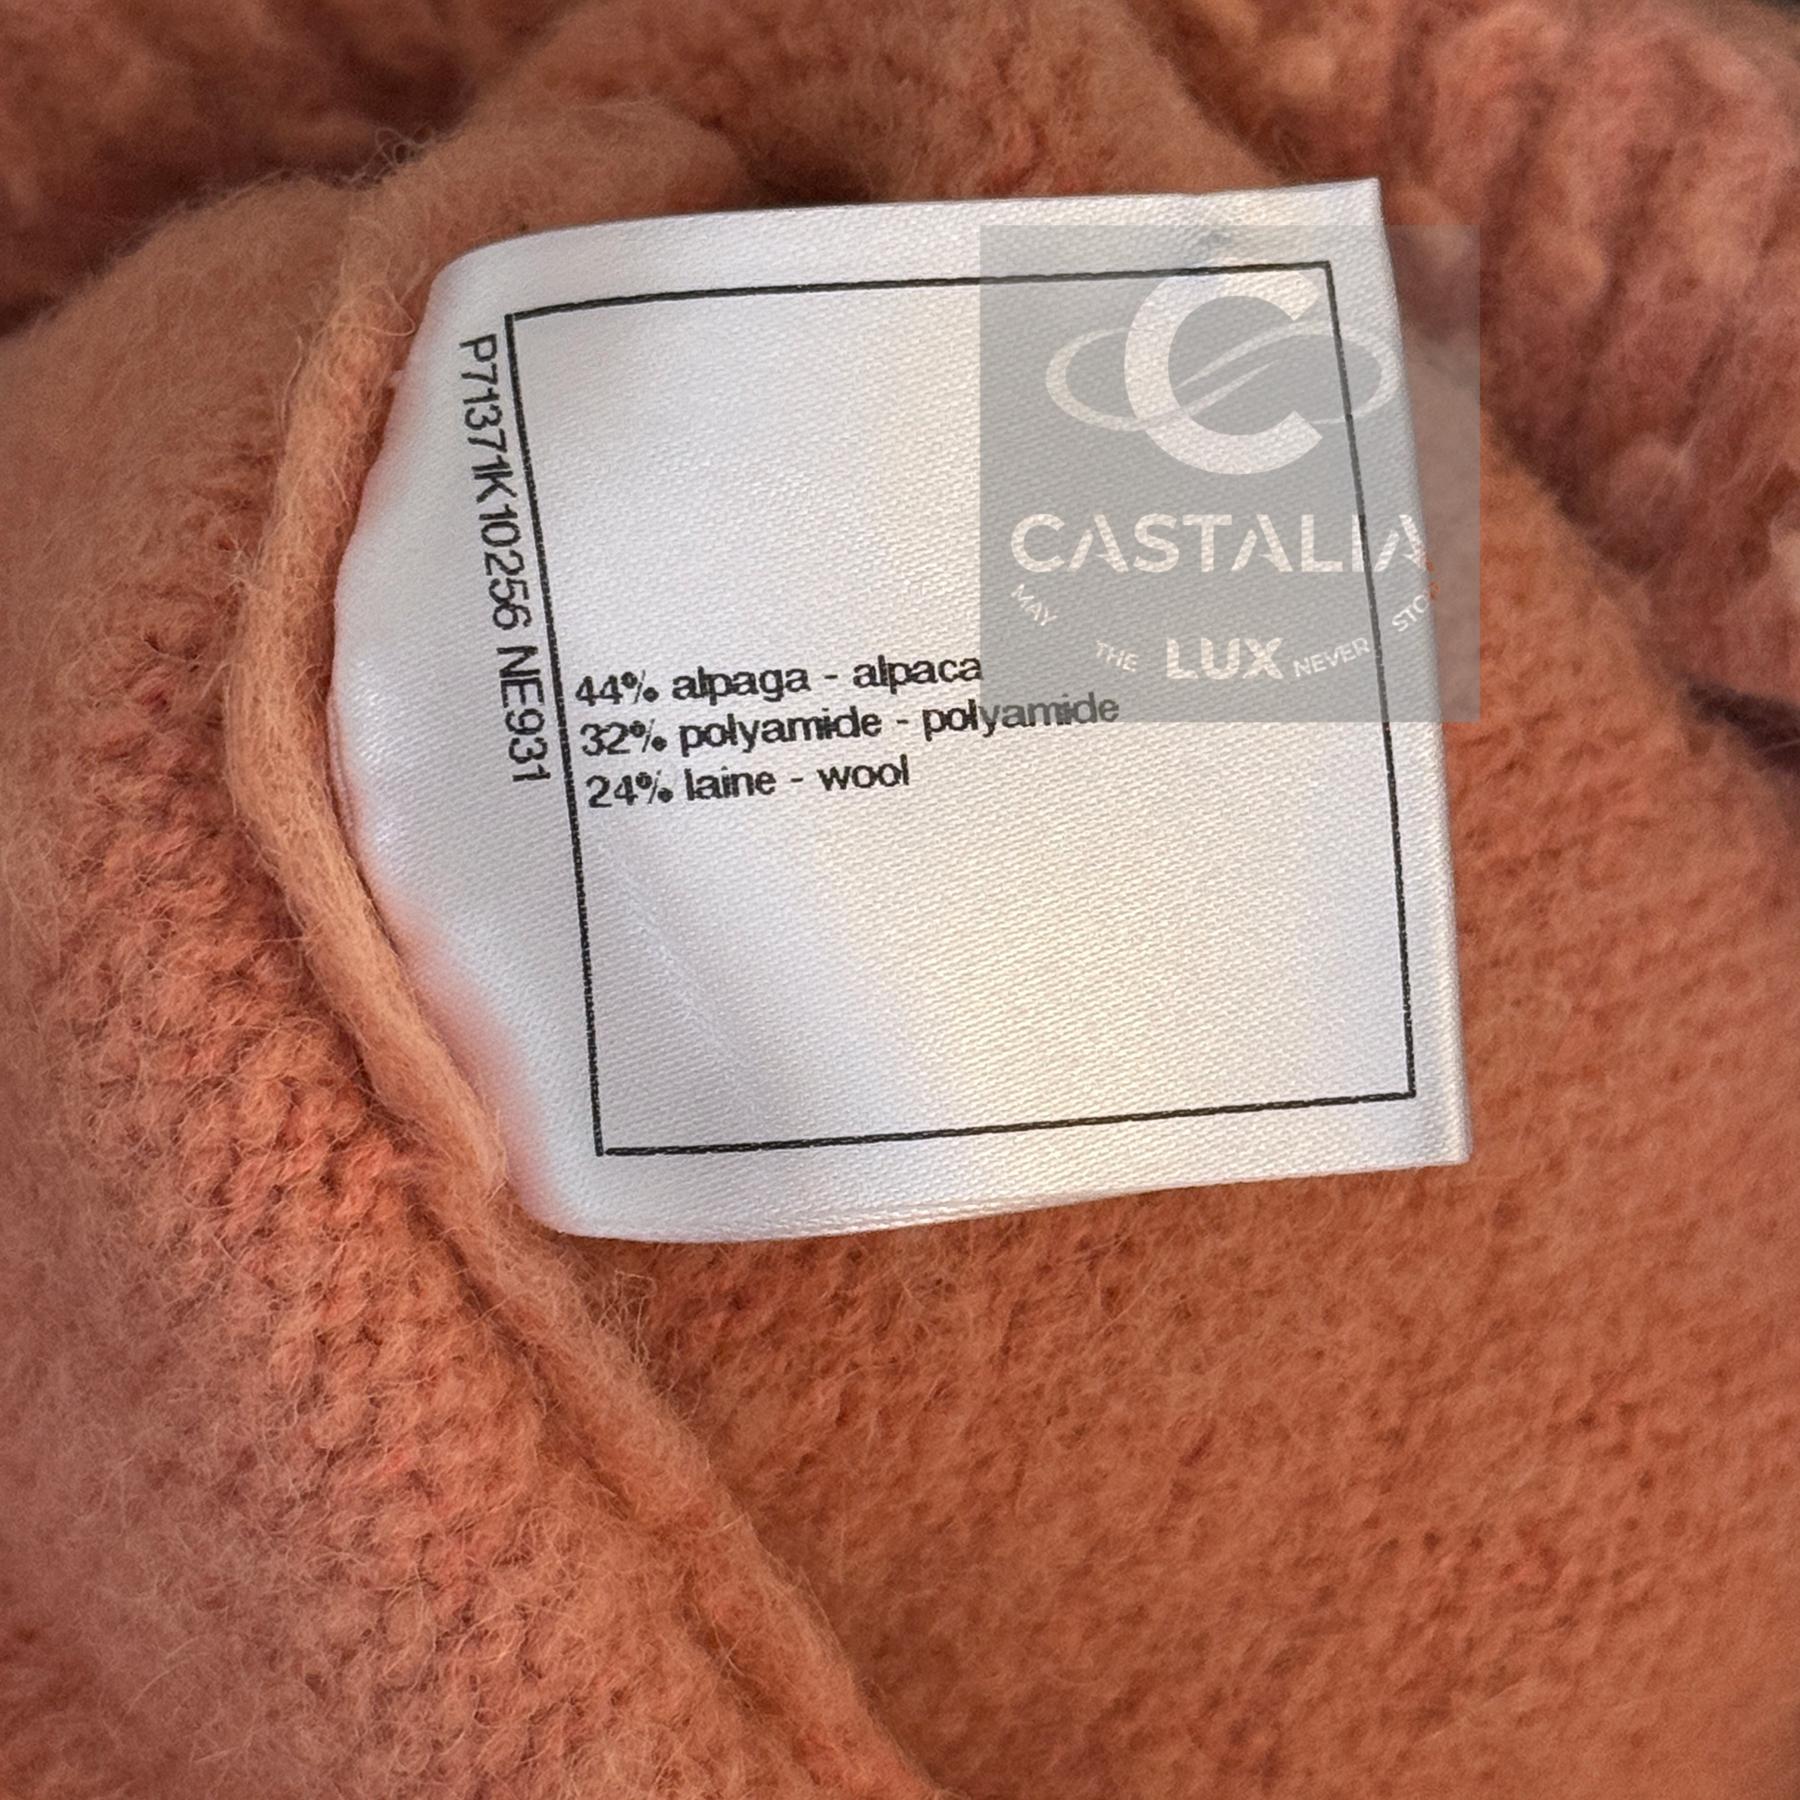 P71371K10256 NE931
44% alpaga - alpaca
32% polyamide - polyamide
24% laine - wool
C
CASTALIA
MAY THE LUX NEVER STOP